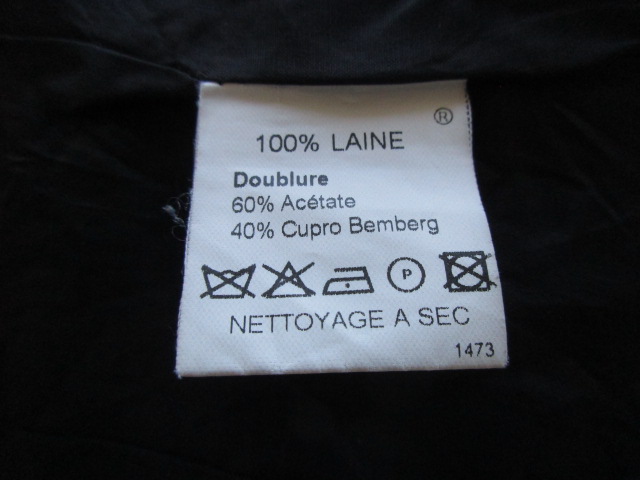 ®
100% LAINE
Doublure
60% Acétate
40% Cupro Bemberg
P
NETTOYAGE A SEC
1473